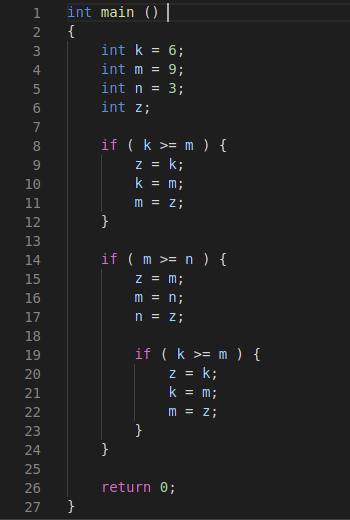 1 int main ()
2 {
3     int k = 6;
4     int m = 9;
5     int n = 3;
6     int z;
7
8     if ( k >= m ) {
9         z = k;
10         k = m;
11         m = z;
12     }
13
14     if ( m >= n ) {
15         z = m;
16         m = n;
17         n = z;
18
19         if ( k >= m ) {
20             z = k;
21             k = m;
22             m = z;
23         }
24     }
25
26     return 0;
27 }